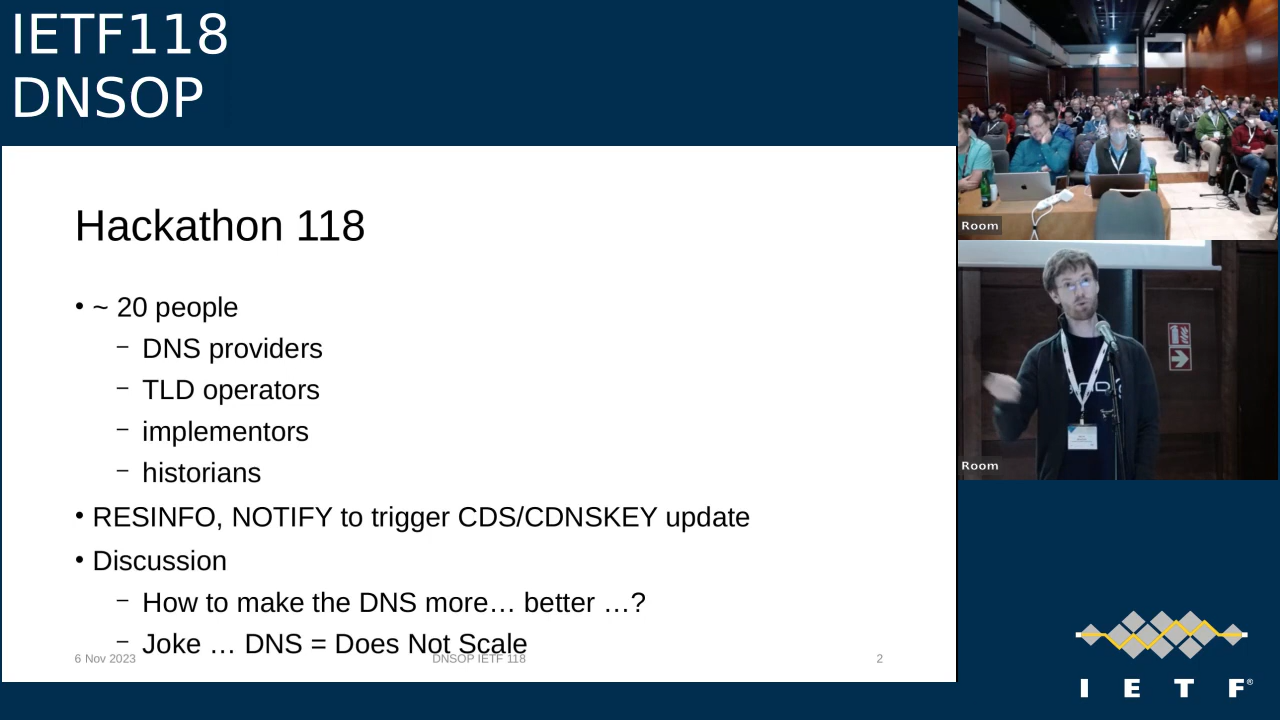 IETF118
DNSOP
Hackathon 118
• ~ 20 people
– DNS providers
– TLD operators
– implementors
– historians
• RESINFO, NOTIFY to trigger CDS/CDNSKEY update
• Discussion
– How to make the DNS more… better …?
– Joke … DNS = Does Not Scale
6 Nov 2023
DNSOP IETF 118
2
Room
Room
I E T F®